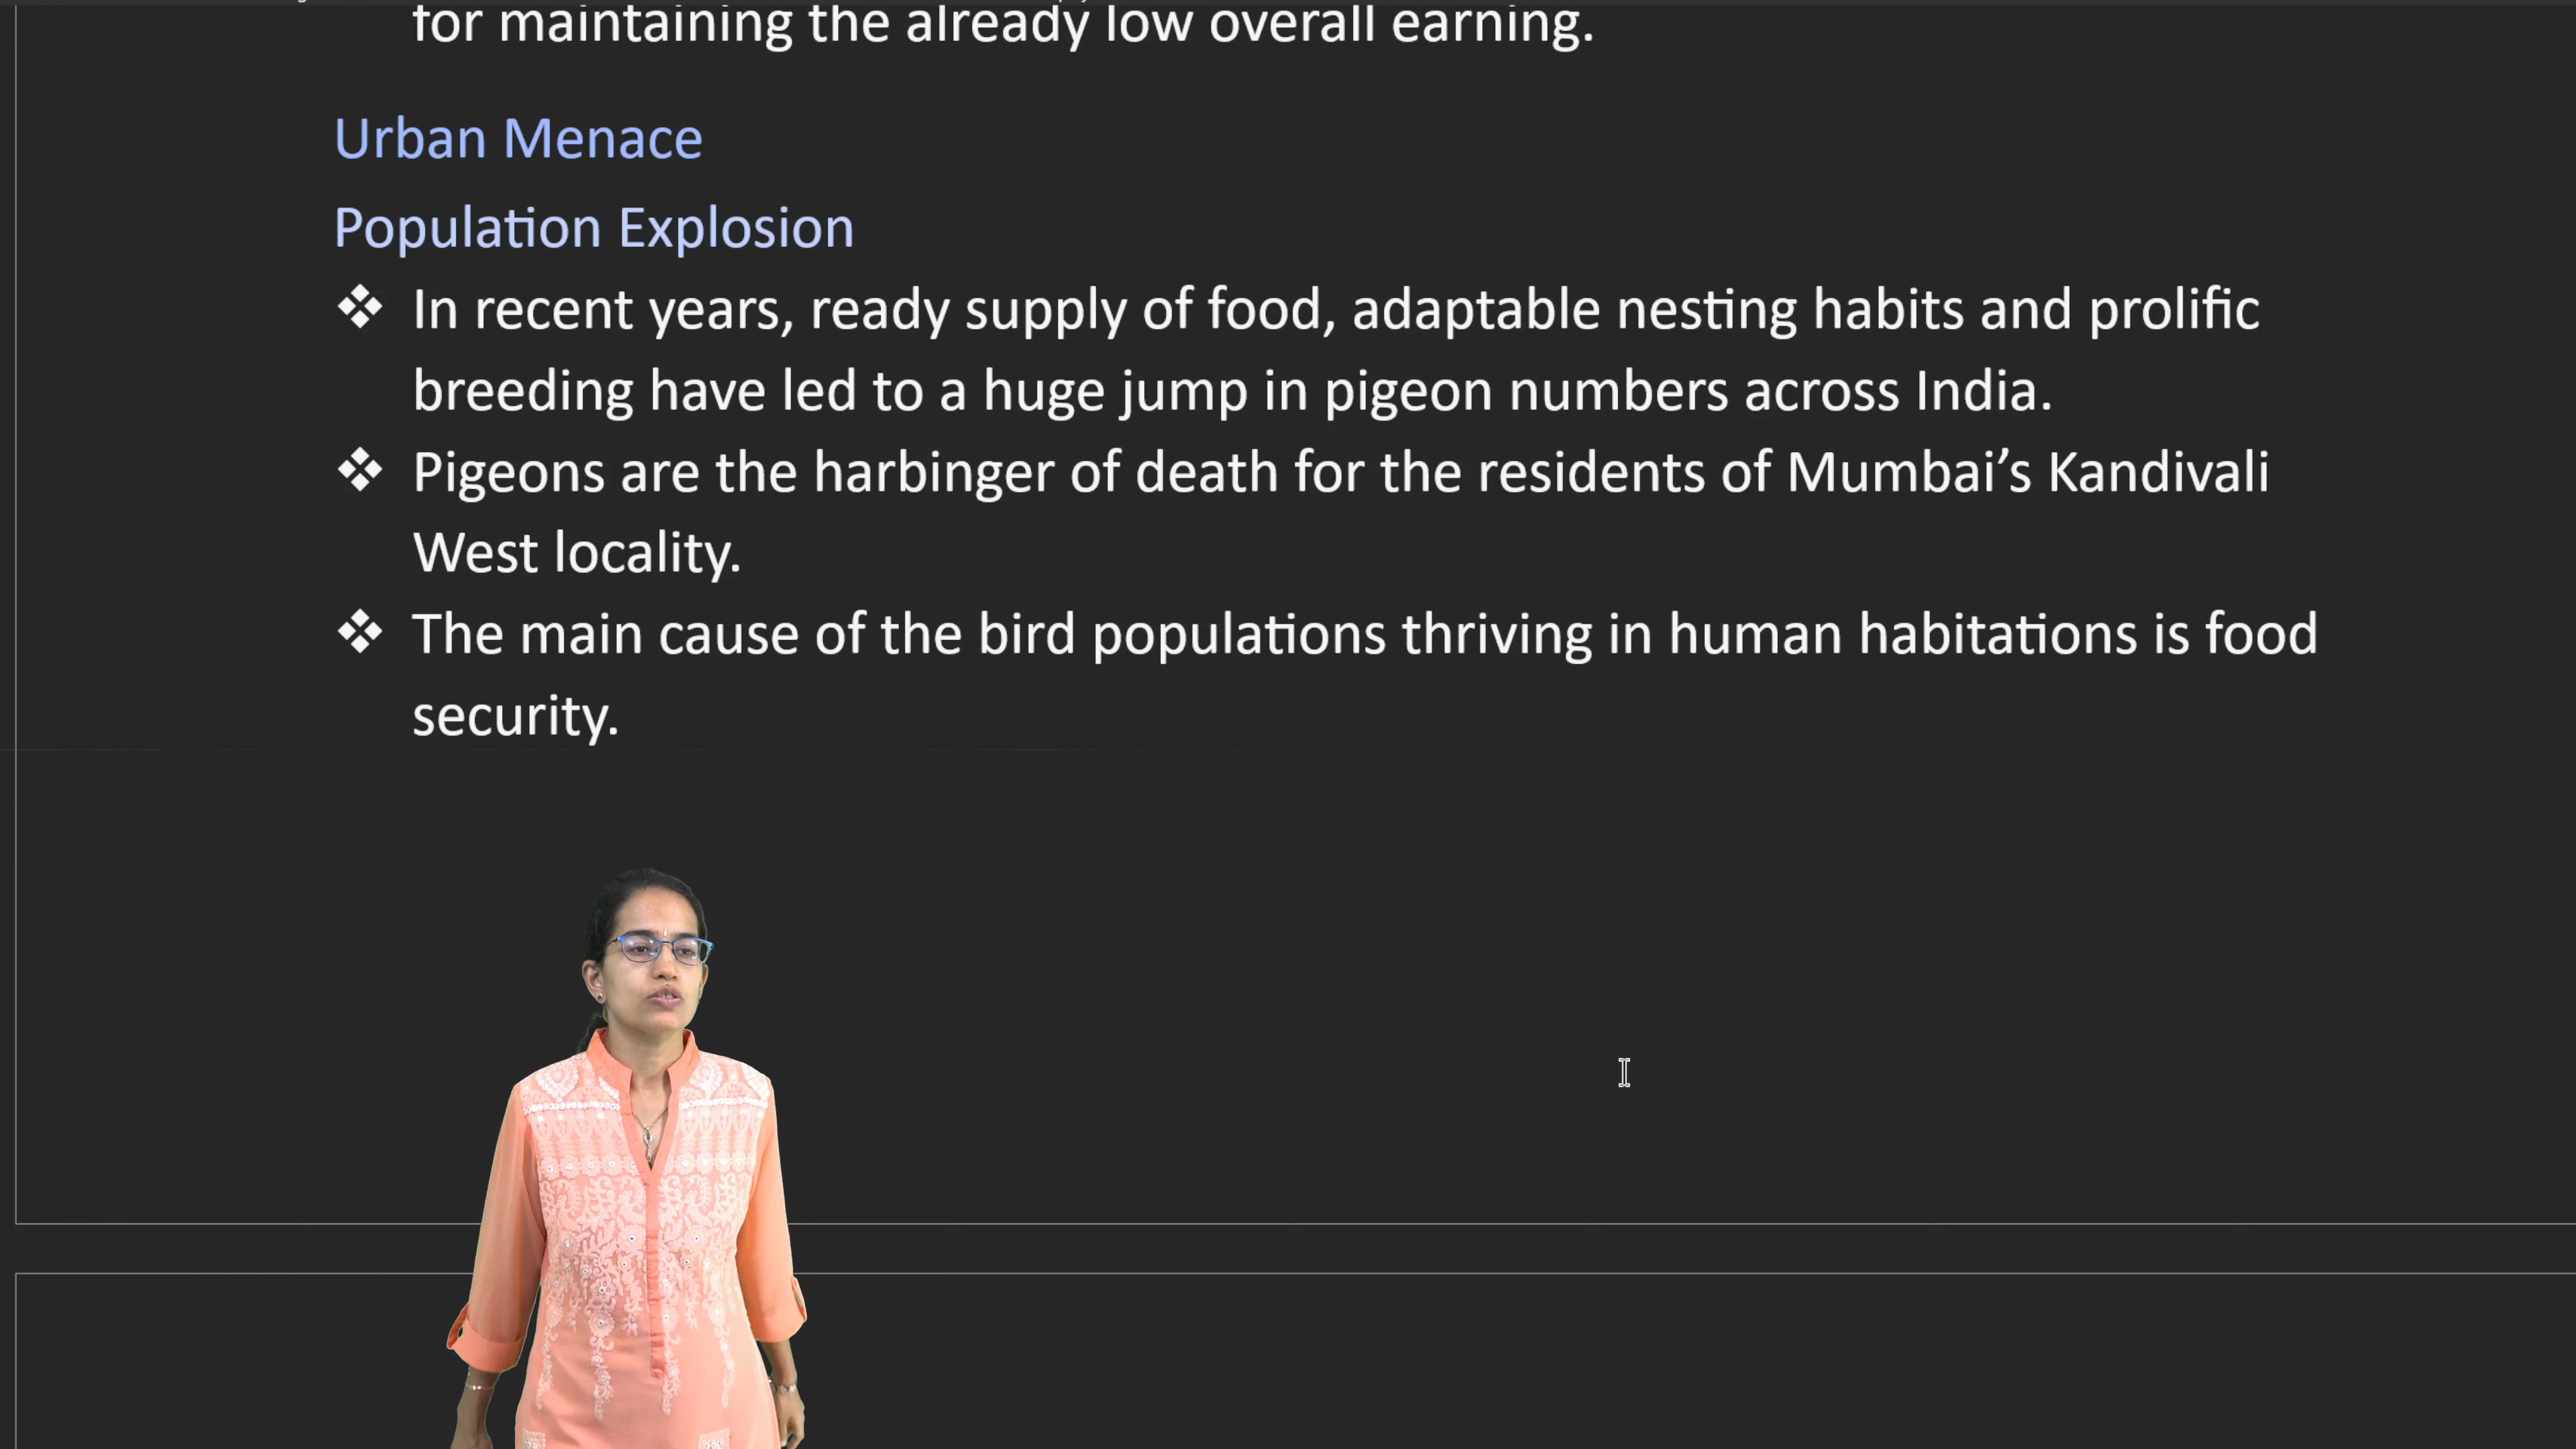 for maintaining the already low overall earning.
Urban Menace
Population Explosion
❖ In recent years, ready supply of food, adaptable nesting habits and prolific
breeding have led to a huge jump in pigeon numbers across India.
❖ Pigeons are the harbinger of death for the residents of Mumbai’s Kandivali
West locality.
❖ The main cause of the bird populations thriving in human habitations is food
security.